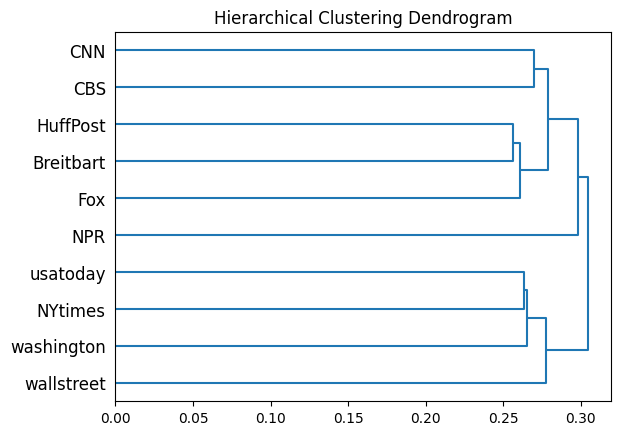 Hierarchical Clustering Dendrogram
CNN
CBS
HuffPost
Breitbart
Fox
NPR
usatoday
NYtimes
washington
wallstreet
0.00 0.05 0.10 0.15 0.20 0.25 0.30